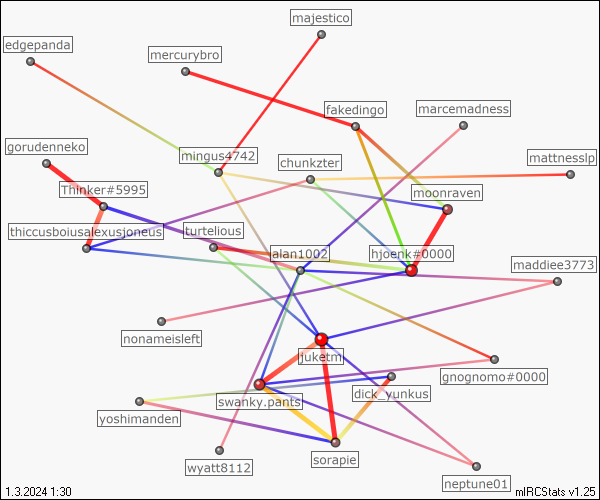 majestico
edgepanda
mercurybro
fakedingo
marcemadness
gorudenneko
mingus4742
chunkzter
mattnesslp
Thinker#5995
moonraven
thiccusboiusalexusjoneus
turtelious
alan1002
hjoenk#0000
maddiee3773
nonameisleft
ljuketm
gnognomo#0000
swanky.pants
dick_yunkus
yoshimanden
sorapie
wyatt8112
neptune01
1.3.2024 1:30
mIRCStats v1.25